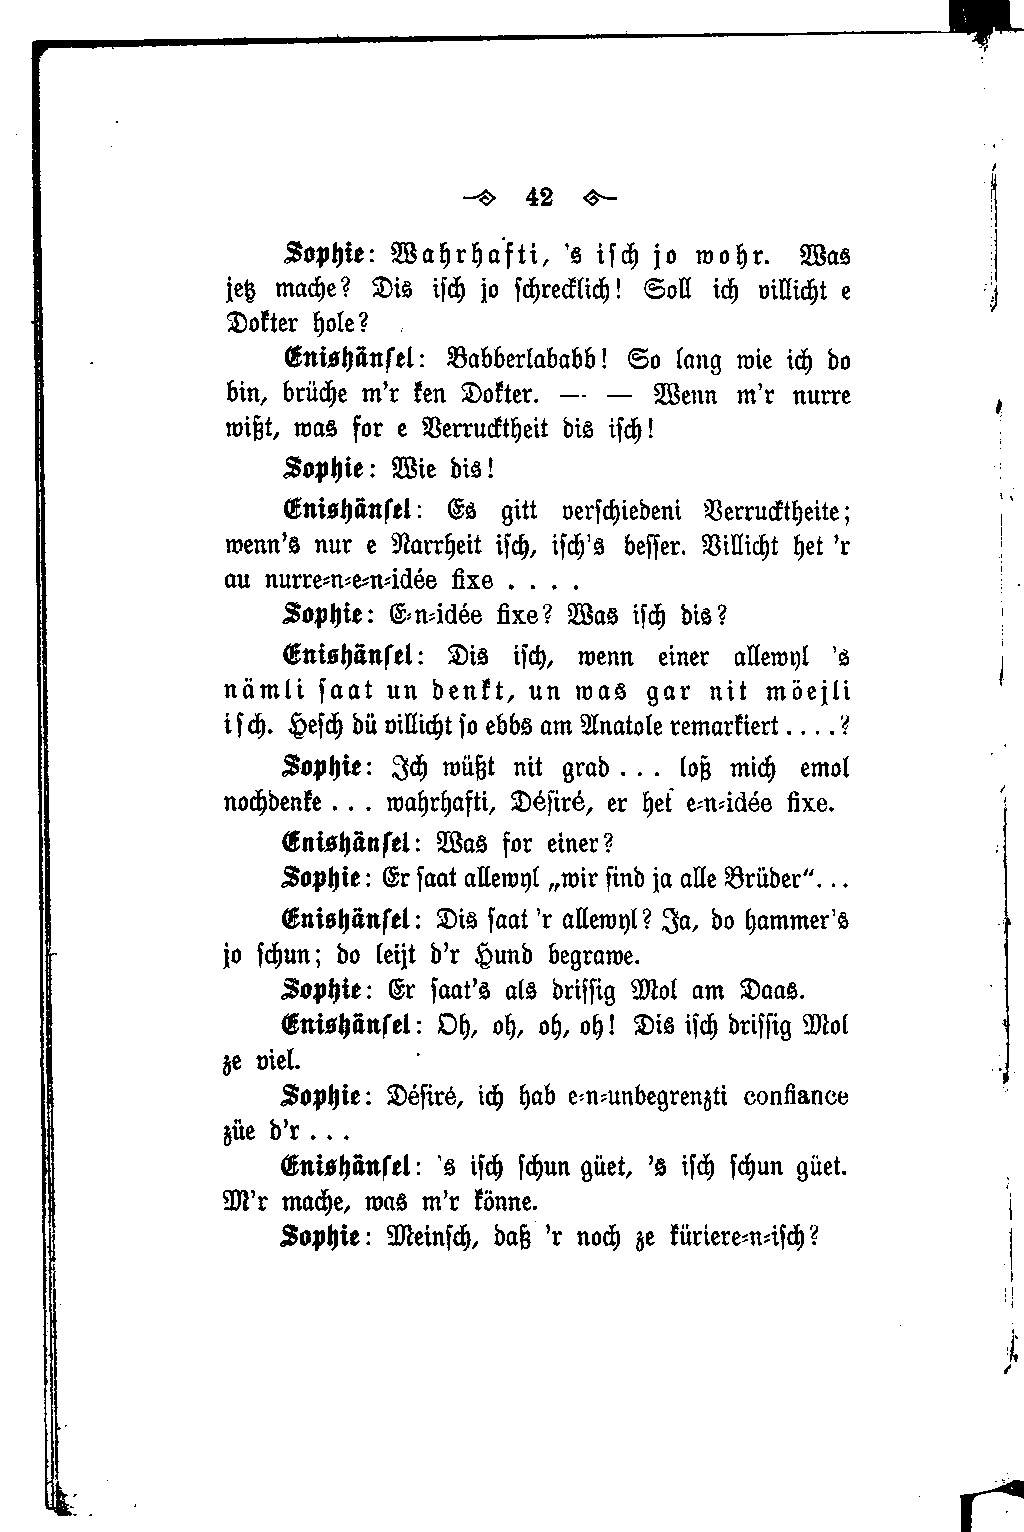 42
Sophie: Wahrhafti, 's isch jo wohr. Was
jetz mache? Dis isch jo schrecklich! Soll ich villicht e
Dokter hole?
Enishänsel: Babberlababb! So lang wie ich do
bin, brüche m'r ken Dokter. — — Wenn m'r nurre
wißt, was for e Verrucktheit dis isch!
Sophie: Wie dis!
Enishänsel: Es gitt verschiedeni Verrucktheite;
wenn's nur e Narrheit isch, isch's besser. Villicht het 'r
au nurre-n-e-n-idée fixe . . . .
Sophie: E-n-idée fixe? Was isch dis?
Enishänsel: Dis isch, wenn einer allewyl 's
nämli saat un denkt, un was gar nit möejli
isch. Hesch dü villicht so ebbs am Anatole remarkiert . . . .?
Sophie: Ich wüßt nit grad . . . loß mich emol
nochdenke . . . wahrhafti, Désiré, er het e-n-idée fixe.
Enishänsel: Was for einer?
Sophie: Er saat allewyl „wir sind ja alle Brüder“ . . .
Enishänsel: Dis saat 'r allewyl? Ja, do hammer's
jo schun; do leijt d'r Hund begrawe.
Sophie: Er saat's als drissig Mol am Daas.
Enishänsel: Oh, oh, oh, oh! Dis isch drissig Mol
ze viel.
Sophie: Désiré, ich hab e-n-unbegrenzti confiance
züe d'r . . .
Enishänsel: 's isch schun güet, 's isch schun güet.
M'r mache, was m'r könne.
Sophie: Meinsch, daß 'r noch ze küriere-n-isch?